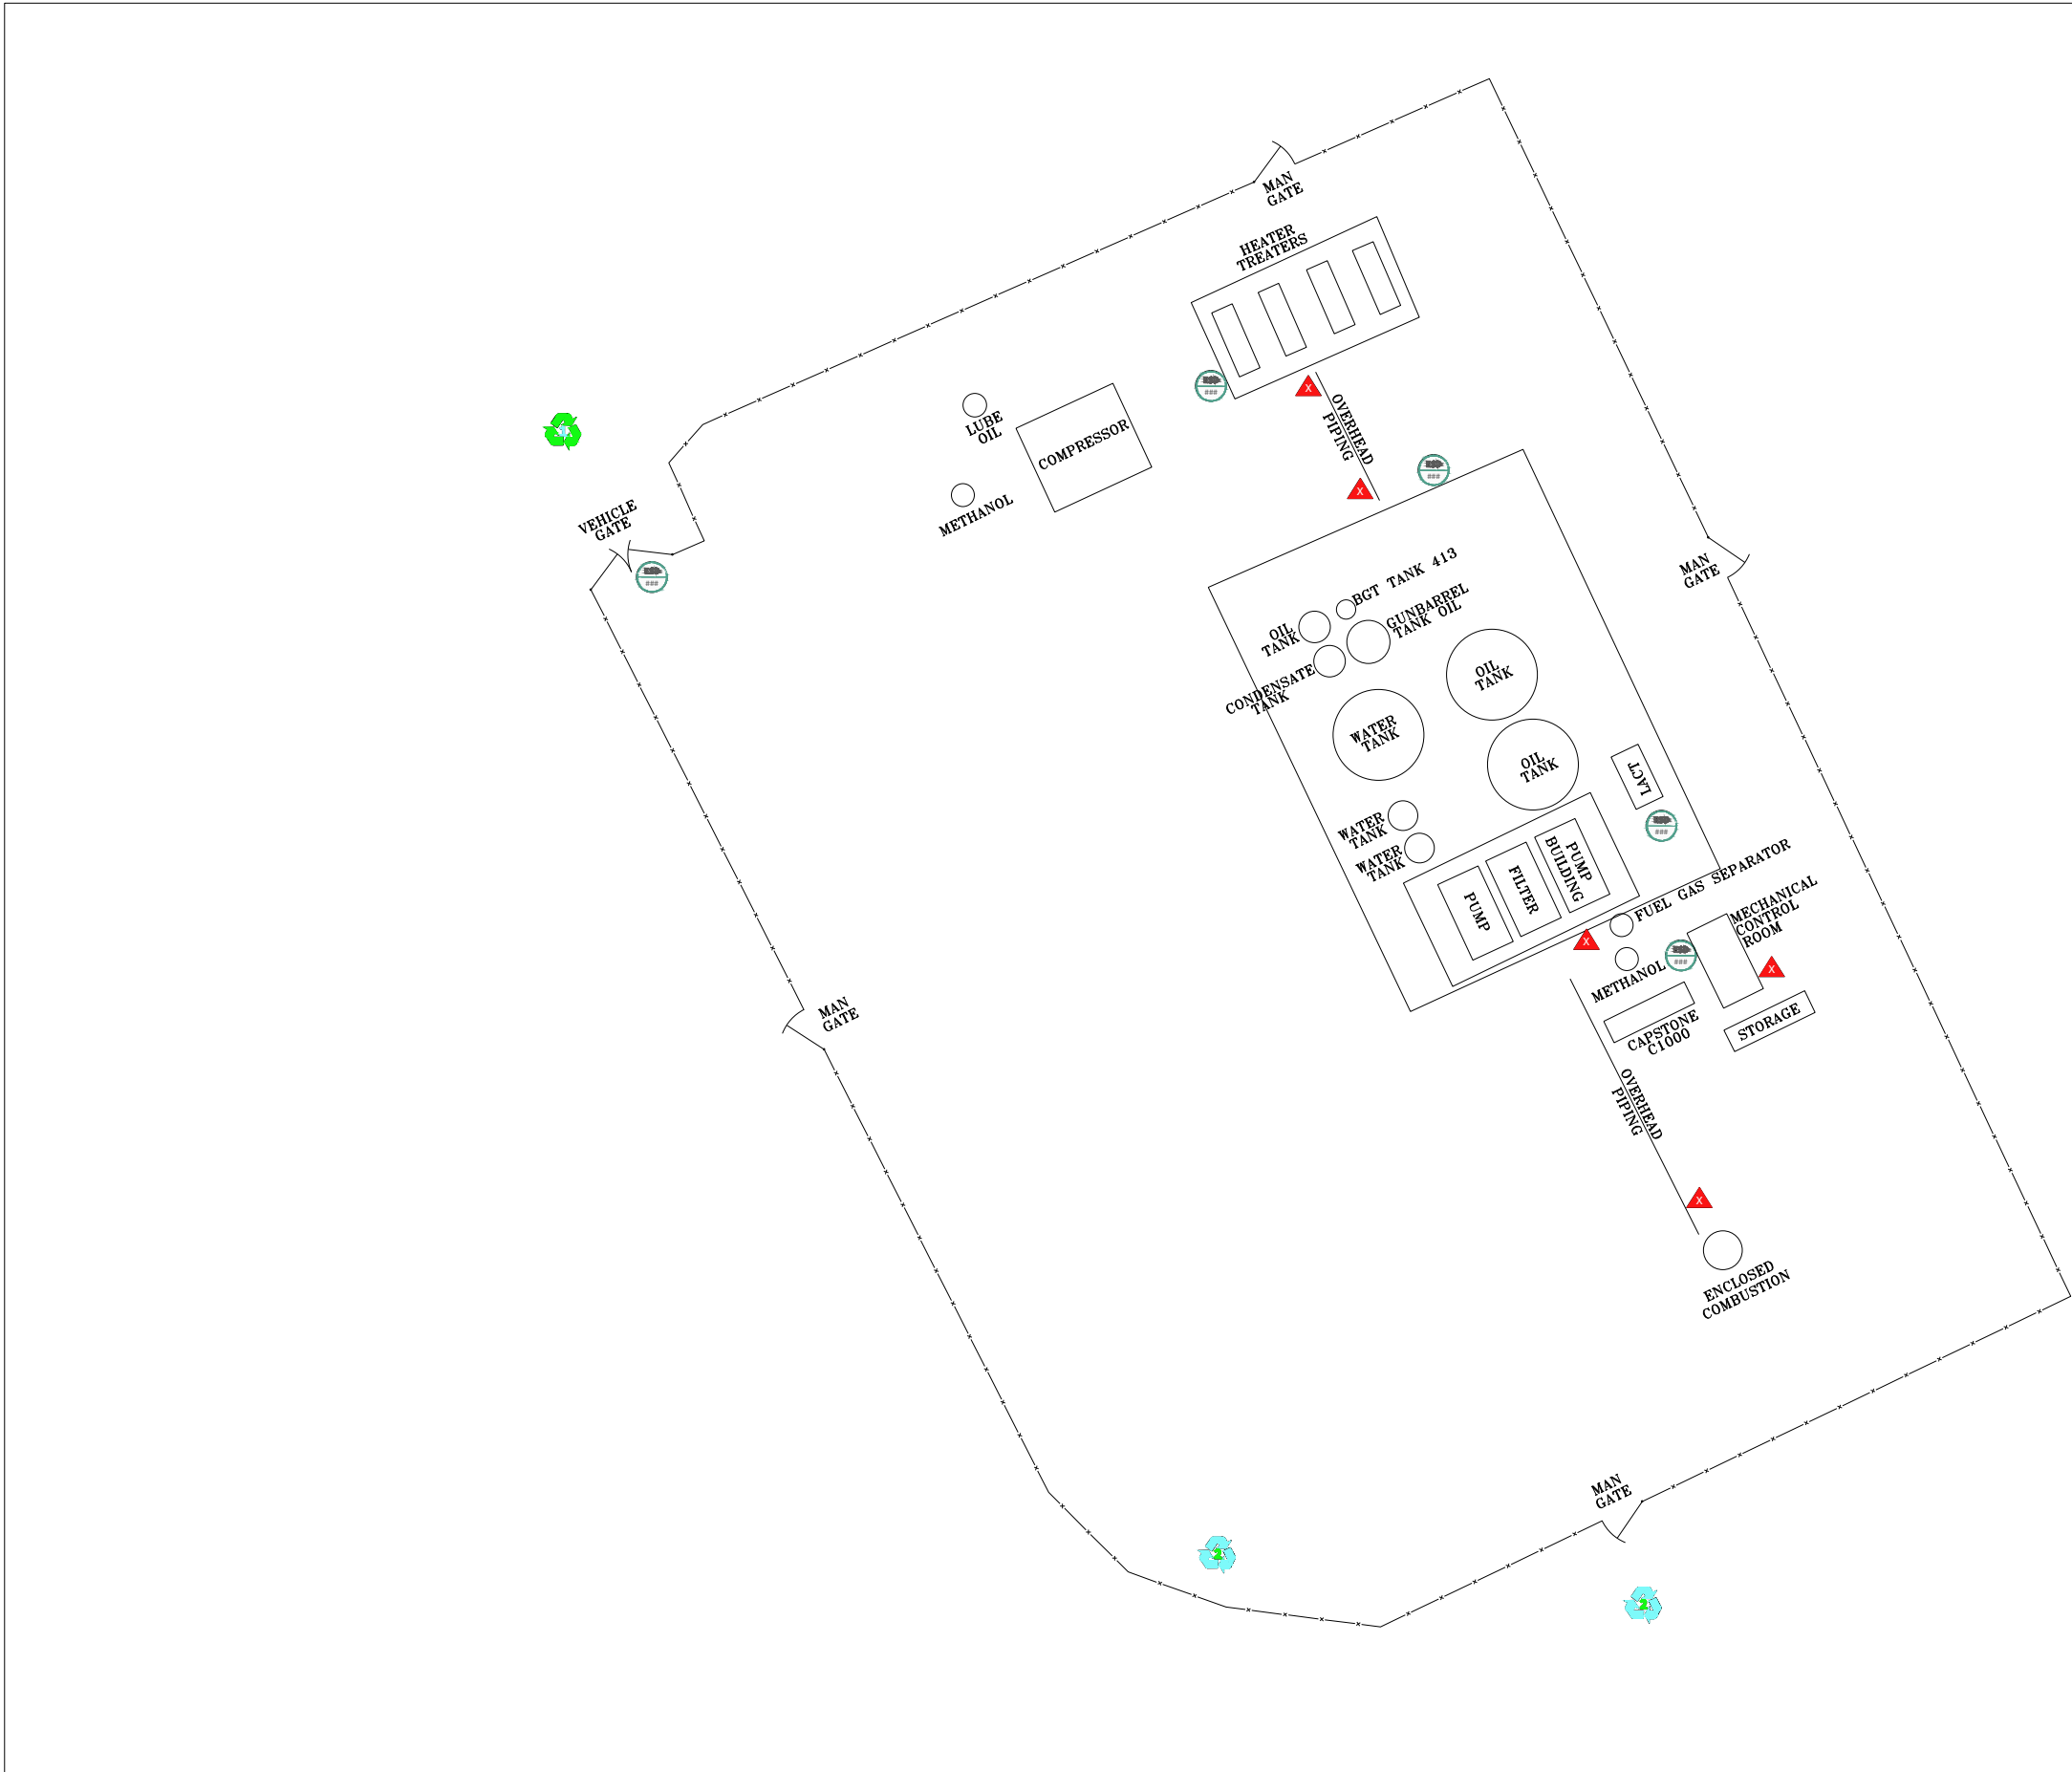 MAN
GATE
HEATER
TREATERS
LUBE
OIL
COMPRESSOR
METHANOL
OVERHEAD
PIPING
X
X
VEHICLE
GATE
###
###
###
MAN
GATE
BGT TANK 413
GUNBARREL
TANK OIL
OIL
TANK
CONDENSATE
TANK
OIL
TANK
WATER
TANK
OIL
TANK
LACT
###
WATER
TANK
WATER
TANK
PUMP
FILTER
PUMP
BUILDING
FUEL GAS SEPARATOR
MECHANICAL
CONTROL
ROOM
X
###
X
METHANOL
CAPSTONE
C1000
STORAGE
MAN
GATE
OVERHEAD
PIPING
X
ENCLOSED
COMBUSTION
MAN
GATE
2
2